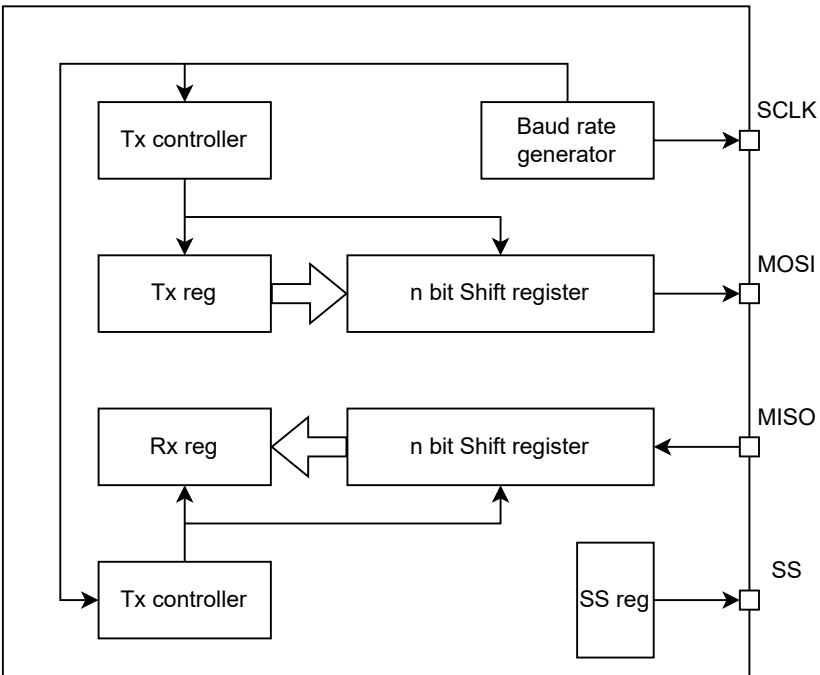 SCLK
Tx controller
Baud rate
generator
MOSI
Tx reg
n bit Shift register
MISO
Rx reg
n bit Shift register
SS
Tx controller
SS reg